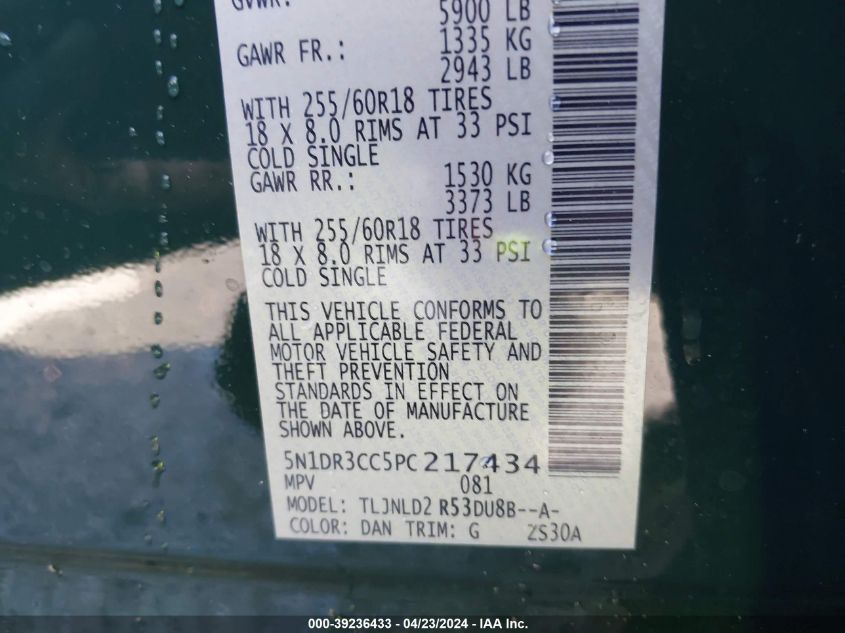 GVWR:
5900 LB
GAWR FR.: 1335 KG
2943 LB
WITH 255/60R18 TIRES
18 X 8.0 RIMS AT 33 PSI
COLD SINGLE
GAWR RR.: 1530 KG
3373 LB
WITH 255/60R18 TIRES
18 X 8.0 RIMS AT 33 PSI
COLD SINGLE
THIS VEHICLE CONFORMS TO
ALL APPLICABLE FEDERAL
MOTOR VEHICLE SAFETY AND
THEFT PREVENTION
STANDARDS IN EFFECT ON
THE DATE OF MANUFACTURE
SHOWN ABOVE.
5N1DR3CC5PC217434
MPV 081
MODEL: TLJNLD2 R53DU8B--A-
COLOR: DAN TRIM: G 2S30A
000-39236433 - 04/23/2024 - IAA Inc.